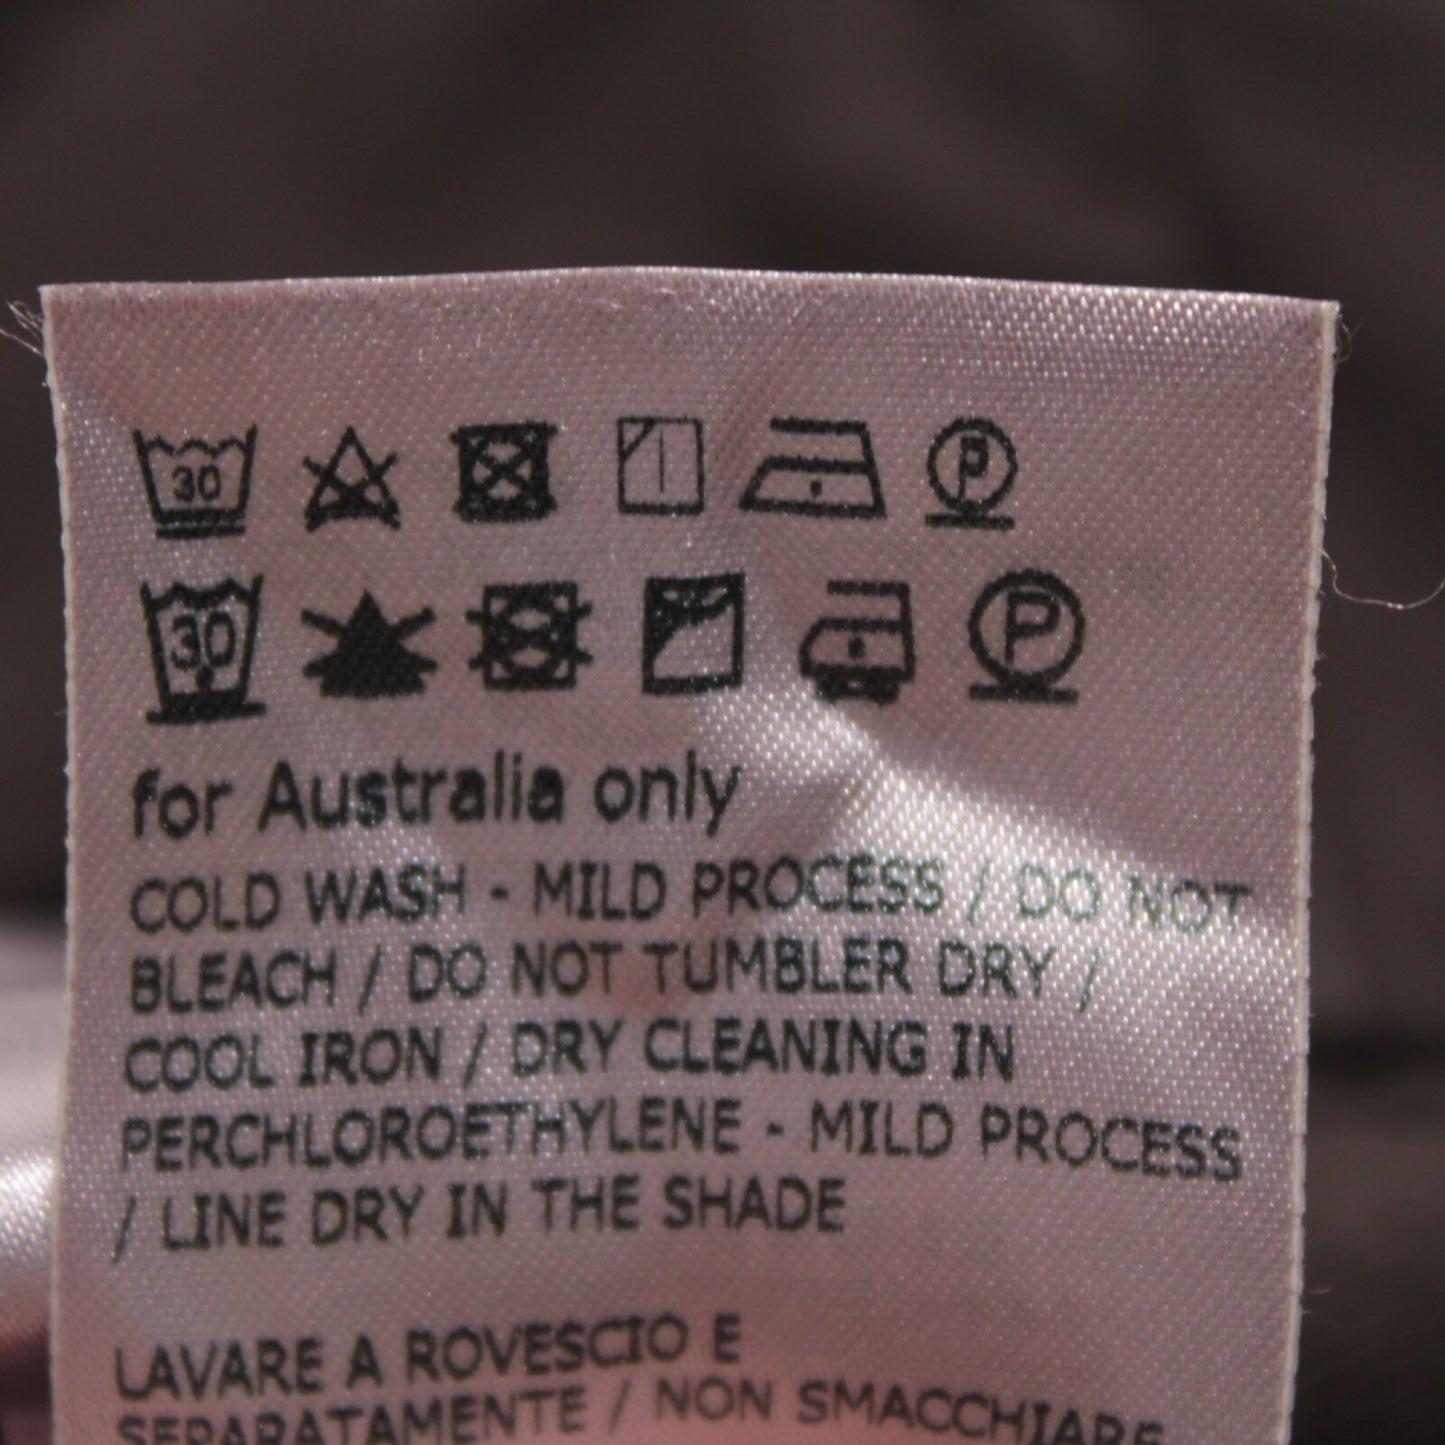 30 P
30 P
for Australia only
COLD WASH - MILD PROCESS / DO NOT
BLEACH / DO NOT TUMBLER DRY /
COOL IRON / DRY CLEANING IN
PERCHLOROETHYLENE - MILD PROCESS
/ LINE DRY IN THE SHADE
LAVARE A ROVESCIO E
SEPARATAMENTE / NON SMACCHIARE